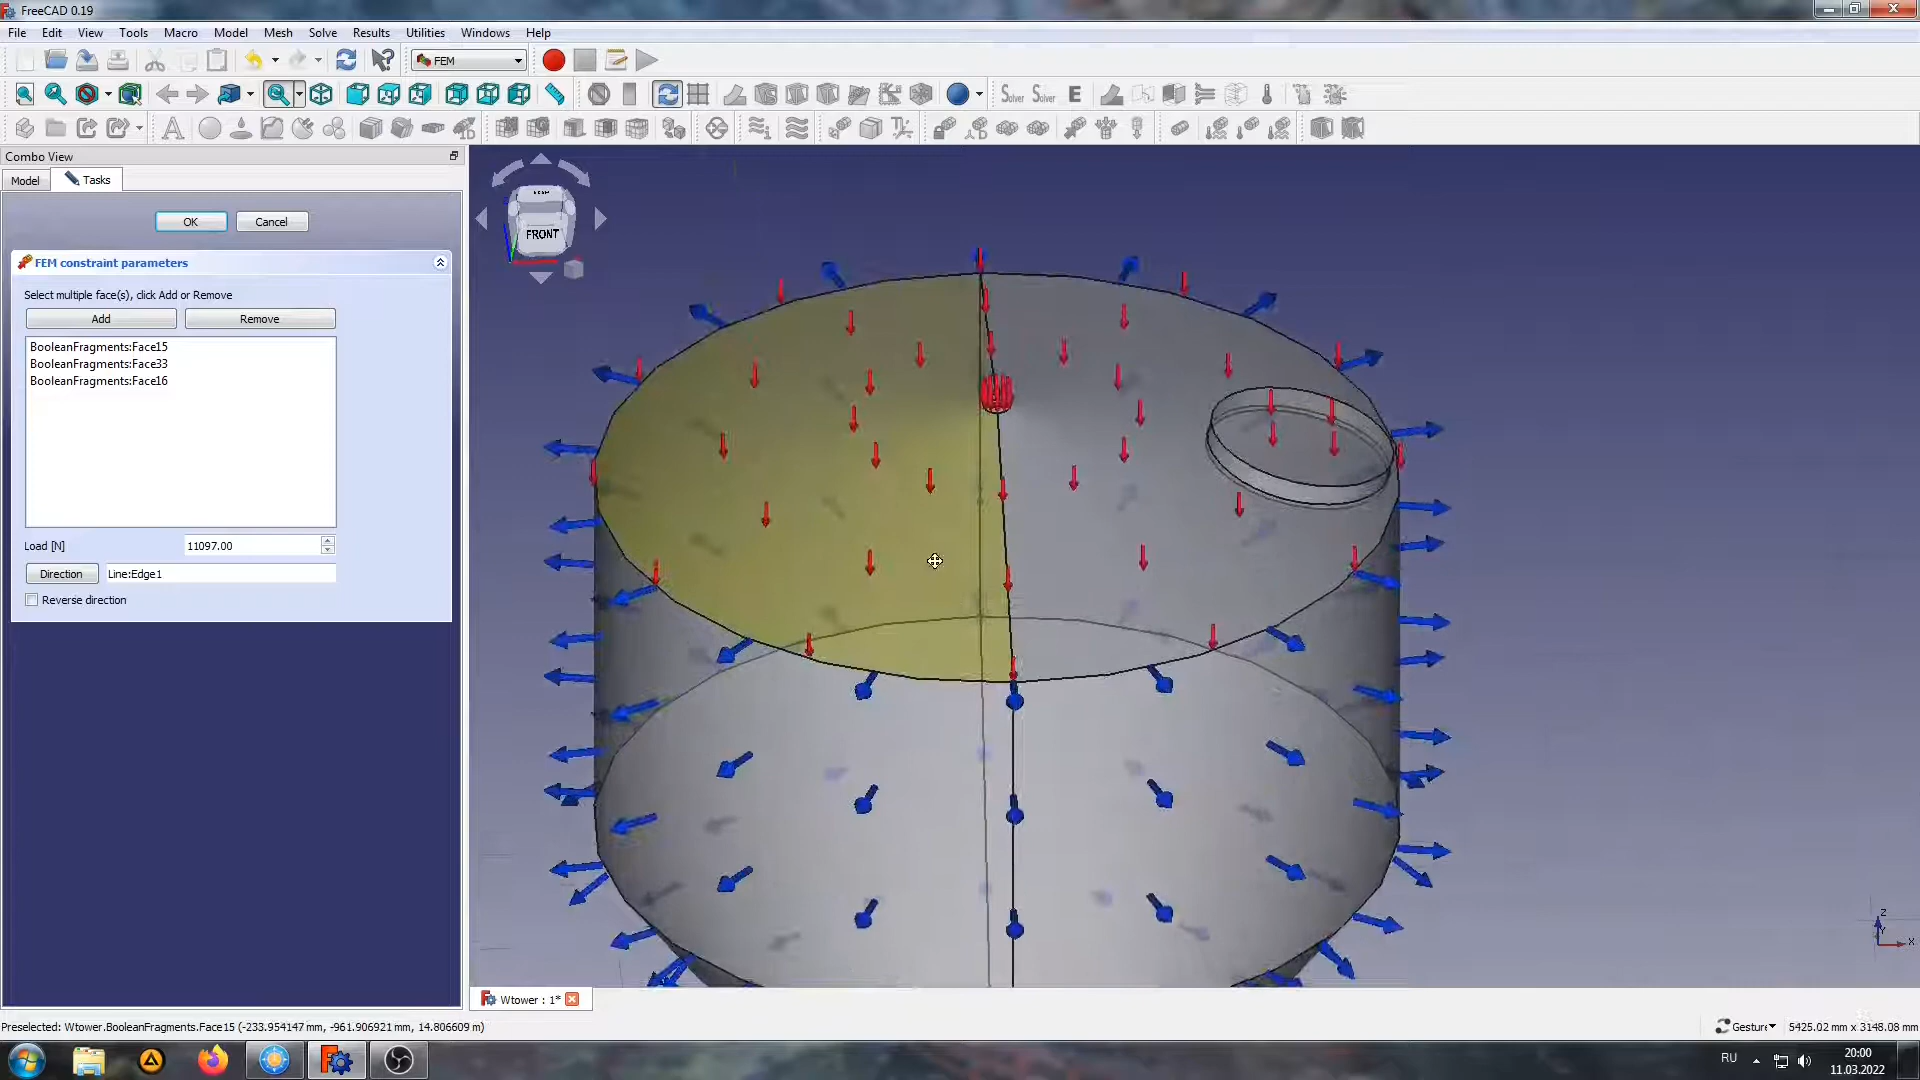 FreeCAD 0.19
File Edit View Tools Macro Model Mesh Solve Results Utilities Windows Help
FEM
Solver Solver E
Combo View
Model Tasks
OK Cancel
FEM constraint parameters
Select multiple face(s), click Add or Remove
Add Remove
BooleanFragments:Face15
BooleanFragments:Face33
BooleanFragments:Face16
Load [N] 11097.00
Direction Line:Edge1
Reverse direction
FRONT
Z
Y
X
Wtower : 1*
Preselected: Wtower.BooleanFragments.Face15 (-233.954147 mm, -961.906921 mm, 14.806609 m)
Gesture 5425.02 mm x 3148.08 mm
RU
20:00
11.03.2022